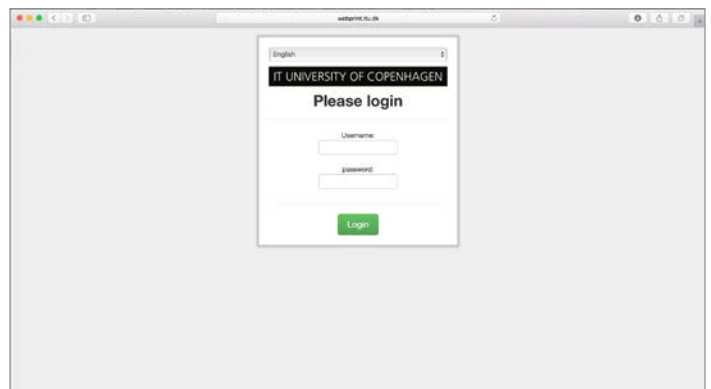 webprint.itu.dk
English
IT UNIVERSITY OF COPENHAGEN
Please login
Username:
password:
Login